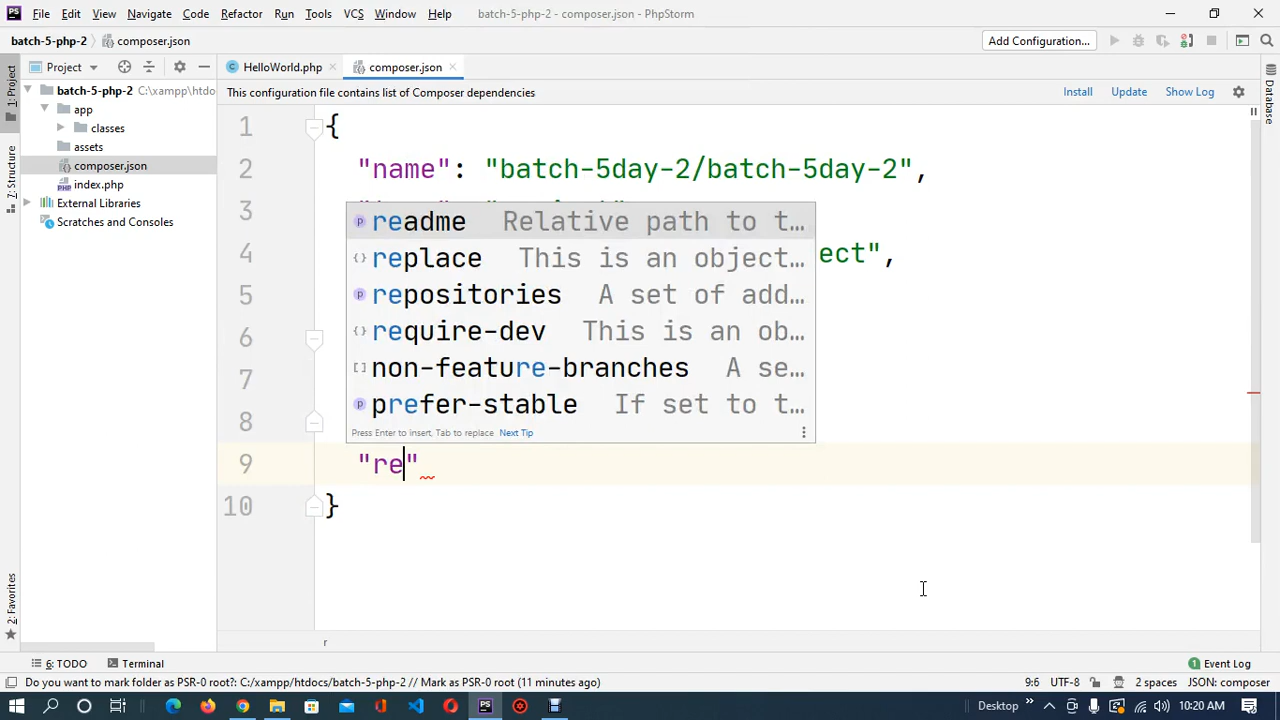 File Edit View Navigate Code Refactor Run Tools VCS Window Help batch-5-php-2 - composer.json - PhpStorm
batch-5-php-2 composer.json Add Configuration...
Project HelloWorld.php composer.json
This configuration file contains list of Composer dependencies Install Update Show Log
batch-5-php-2 C:\xampp\htdo
app
classes
assets
composer.json
index.php
External Libraries
Scratches and Consoles
1: Project
7: Structure
2: Favorites
Database
1 {
2 "name": "batch-5day-2/batch-5day-2",
3
4 ect",
5
6
7
8
9 "re"
10 }
readme Relative path to t...
replace This is an object...
repositories A set of add...
require-dev This is an ob...
non-feature-branches A se...
prefer-stable If set to t...
Press Enter to insert, Tab to replace Next Tip
r
6: TODO Terminal Event Log
Do you want to mark folder as PSR-0 root?: C:/xampp/htdocs/batch-5-php-2 // Mark as PSR-0 root (11 minutes ago) 9:6 UTF-8 2 spaces JSON: composer
Desktop 10:20 AM